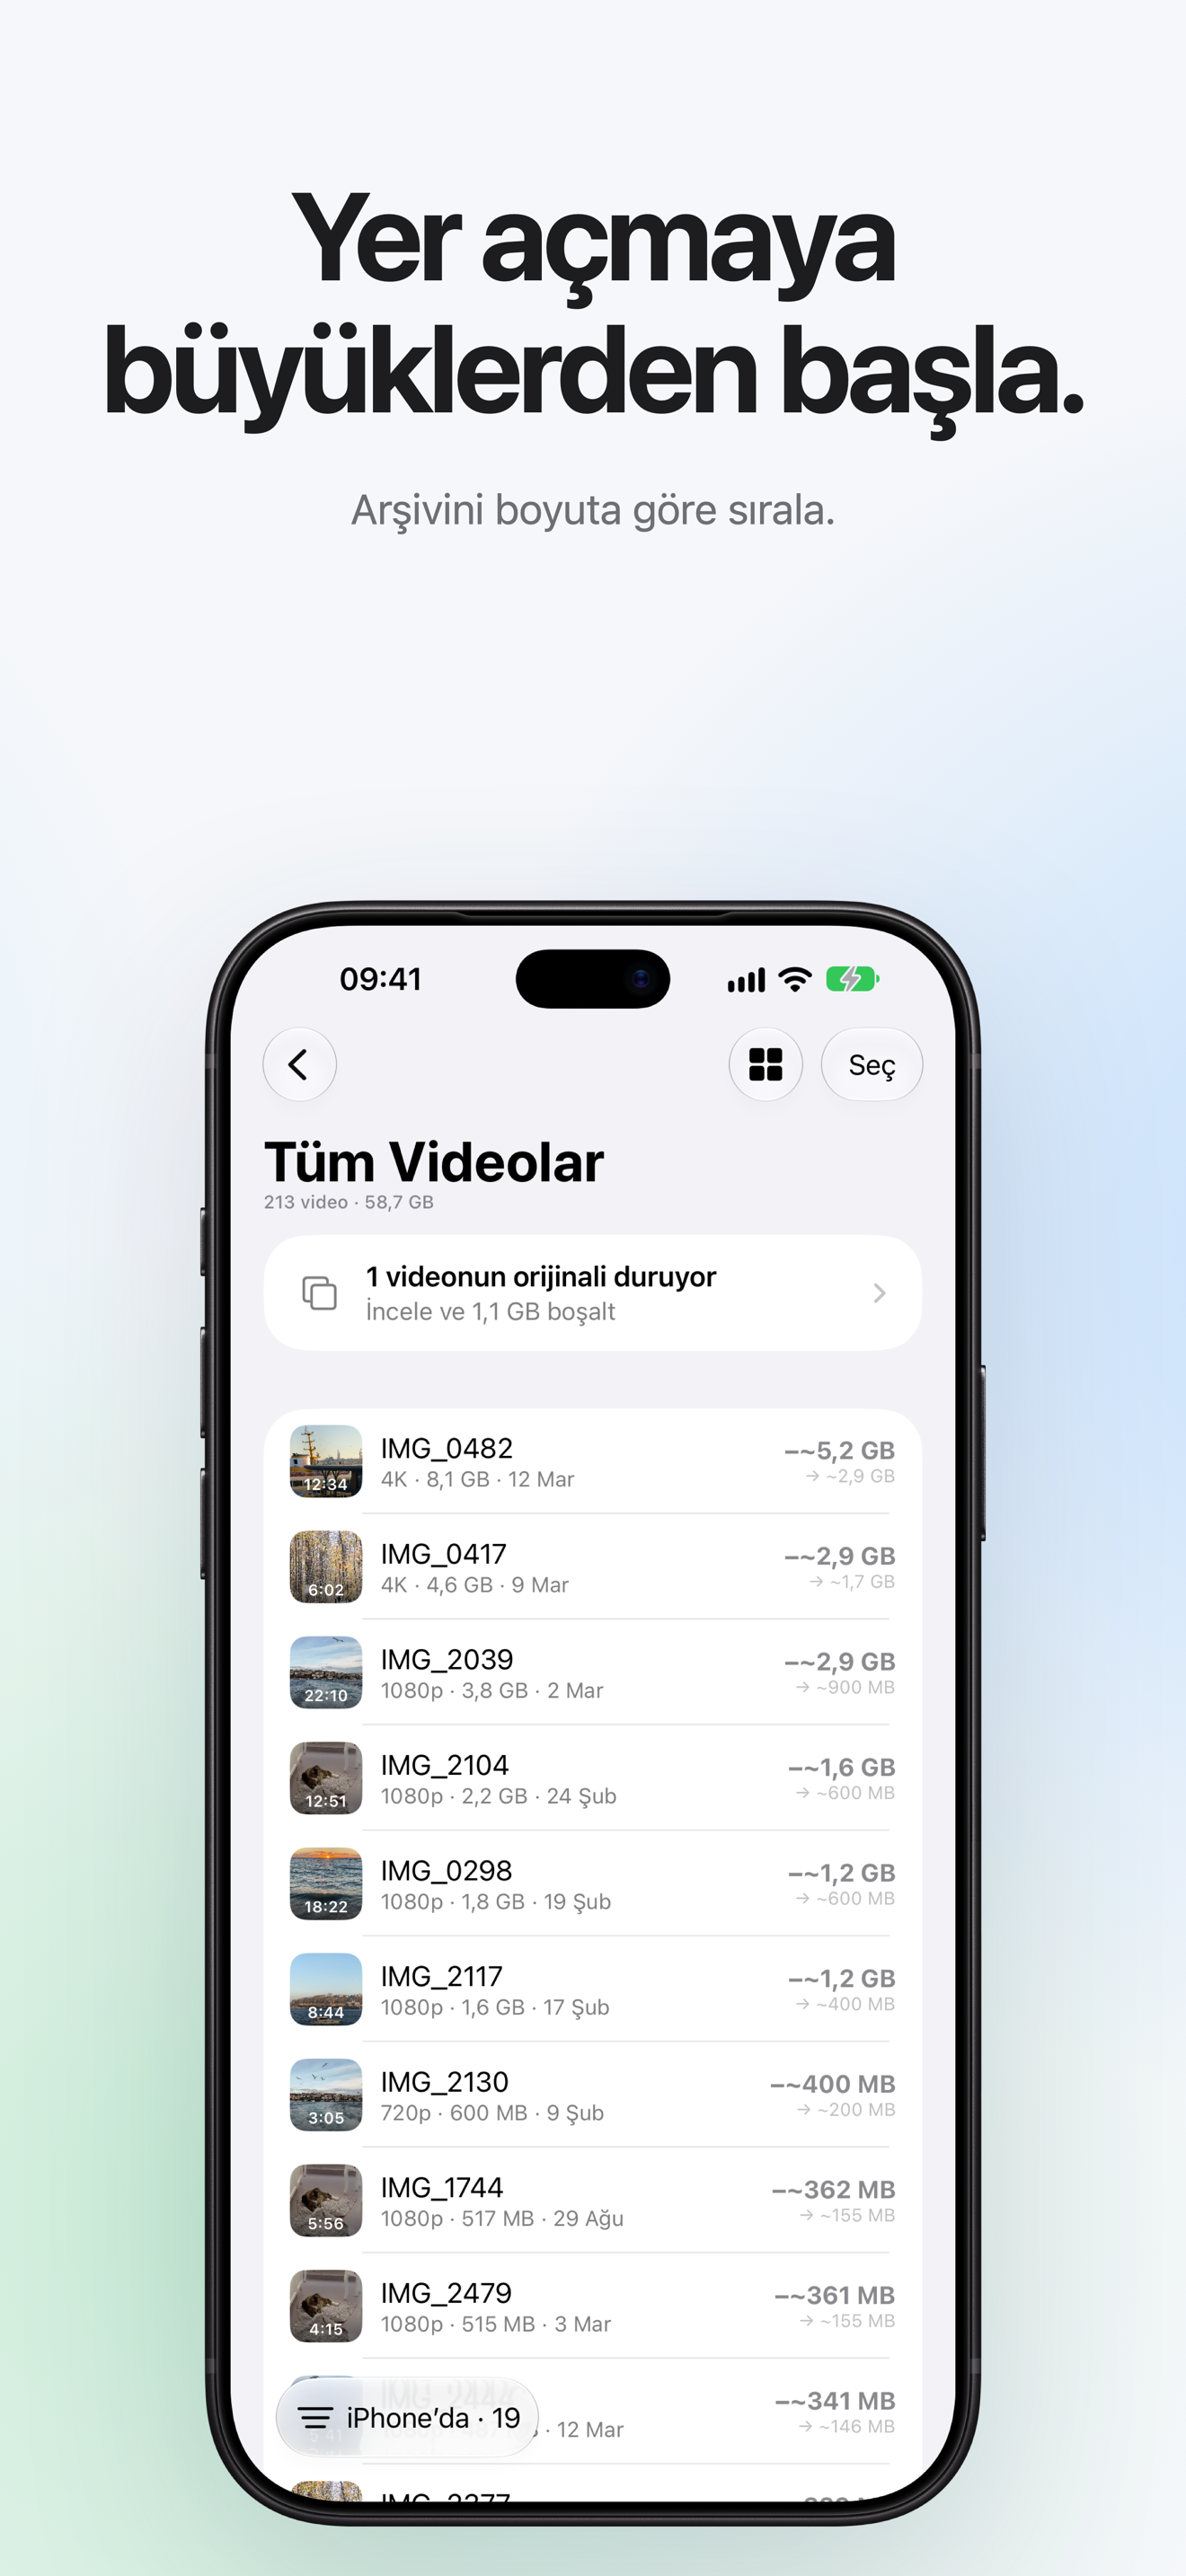 Yer açmaya
büyüklerden başla.
Arşivini boyuta göre sırala.
09:41
Seç
Tüm Videolar
213 video · 58,7 GB
1 videonun orijinali duruyor
İncele ve 1,1 GB boşalt
IMG_0482
–~5,2 GB
12:34
4K · 8,1 GB · 12 Mar
→ ~2,9 GB
IMG_0417
–~2,9 GB
6:02
4K · 4,6 GB · 9 Mar
→ ~1,7 GB
IMG_2039
–~2,9 GB
22:10
1080p · 3,8 GB · 2 Mar
→ ~900 MB
IMG_2104
–~1,6 GB
12:51
1080p · 2,2 GB · 24 Şub
→ ~600 MB
IMG_0298
–~1,2 GB
18:22
1080p · 1,8 GB · 19 Şub
→ ~600 MB
IMG_2117
–~1,2 GB
8:44
1080p · 1,6 GB · 17 Şub
→ ~400 MB
IMG_2130
–~400 MB
3:05
720p · 600 MB · 9 Şub
→ ~200 MB
IMG_1744
–~362 MB
5:56
1080p · 517 MB · 29 Ağu
→ ~155 MB
IMG_2479
–~361 MB
4:15
1080p · 515 MB · 3 Mar
→ ~155 MB
–~341 MB
iPhone’da · 19
· 12 Mar
→ ~146 MB